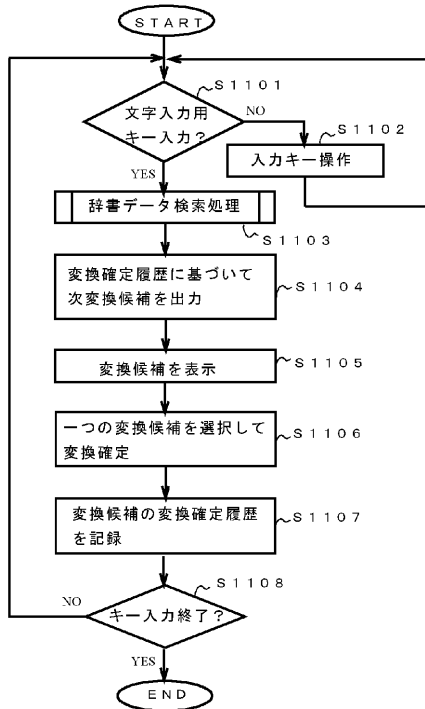 START
S1101
文字入力用
キー入力？
NO
S1102
入力キー操作
YES
辞書データ検索処理
S1103
変換確定履歴に基づいて
次変換候補を出力
S1104
変換候補を表示
S1105
一つの変換候補を選択して
変換確定
S1106
変換候補の変換確定履歴
を記録
S1107
S1108
NO
キー入力終了？
YES
END